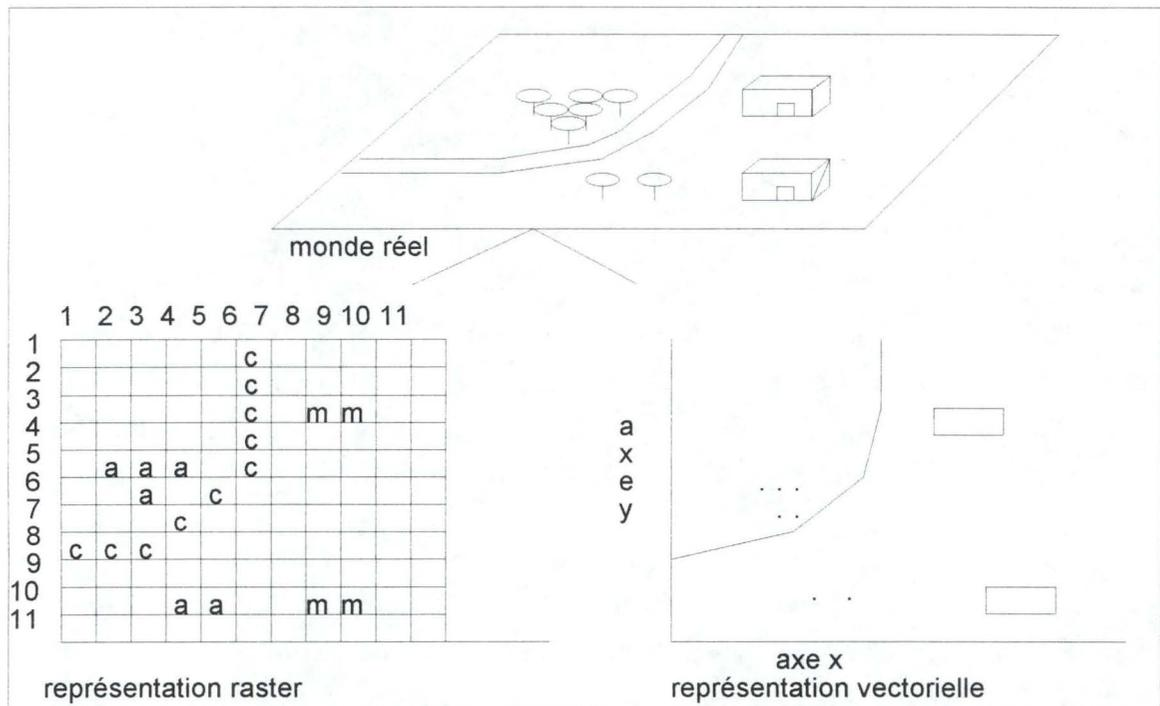 monde réel
1 2 3 4 5 6 7 8 9 10 11
1
c
2
c
3
c m m
4
c
5
a a a c
6
a c
7
c
8
c c c
9
10
a a m m
11
représentation raster
a
x
e
y
axe x
représentation vectorielle